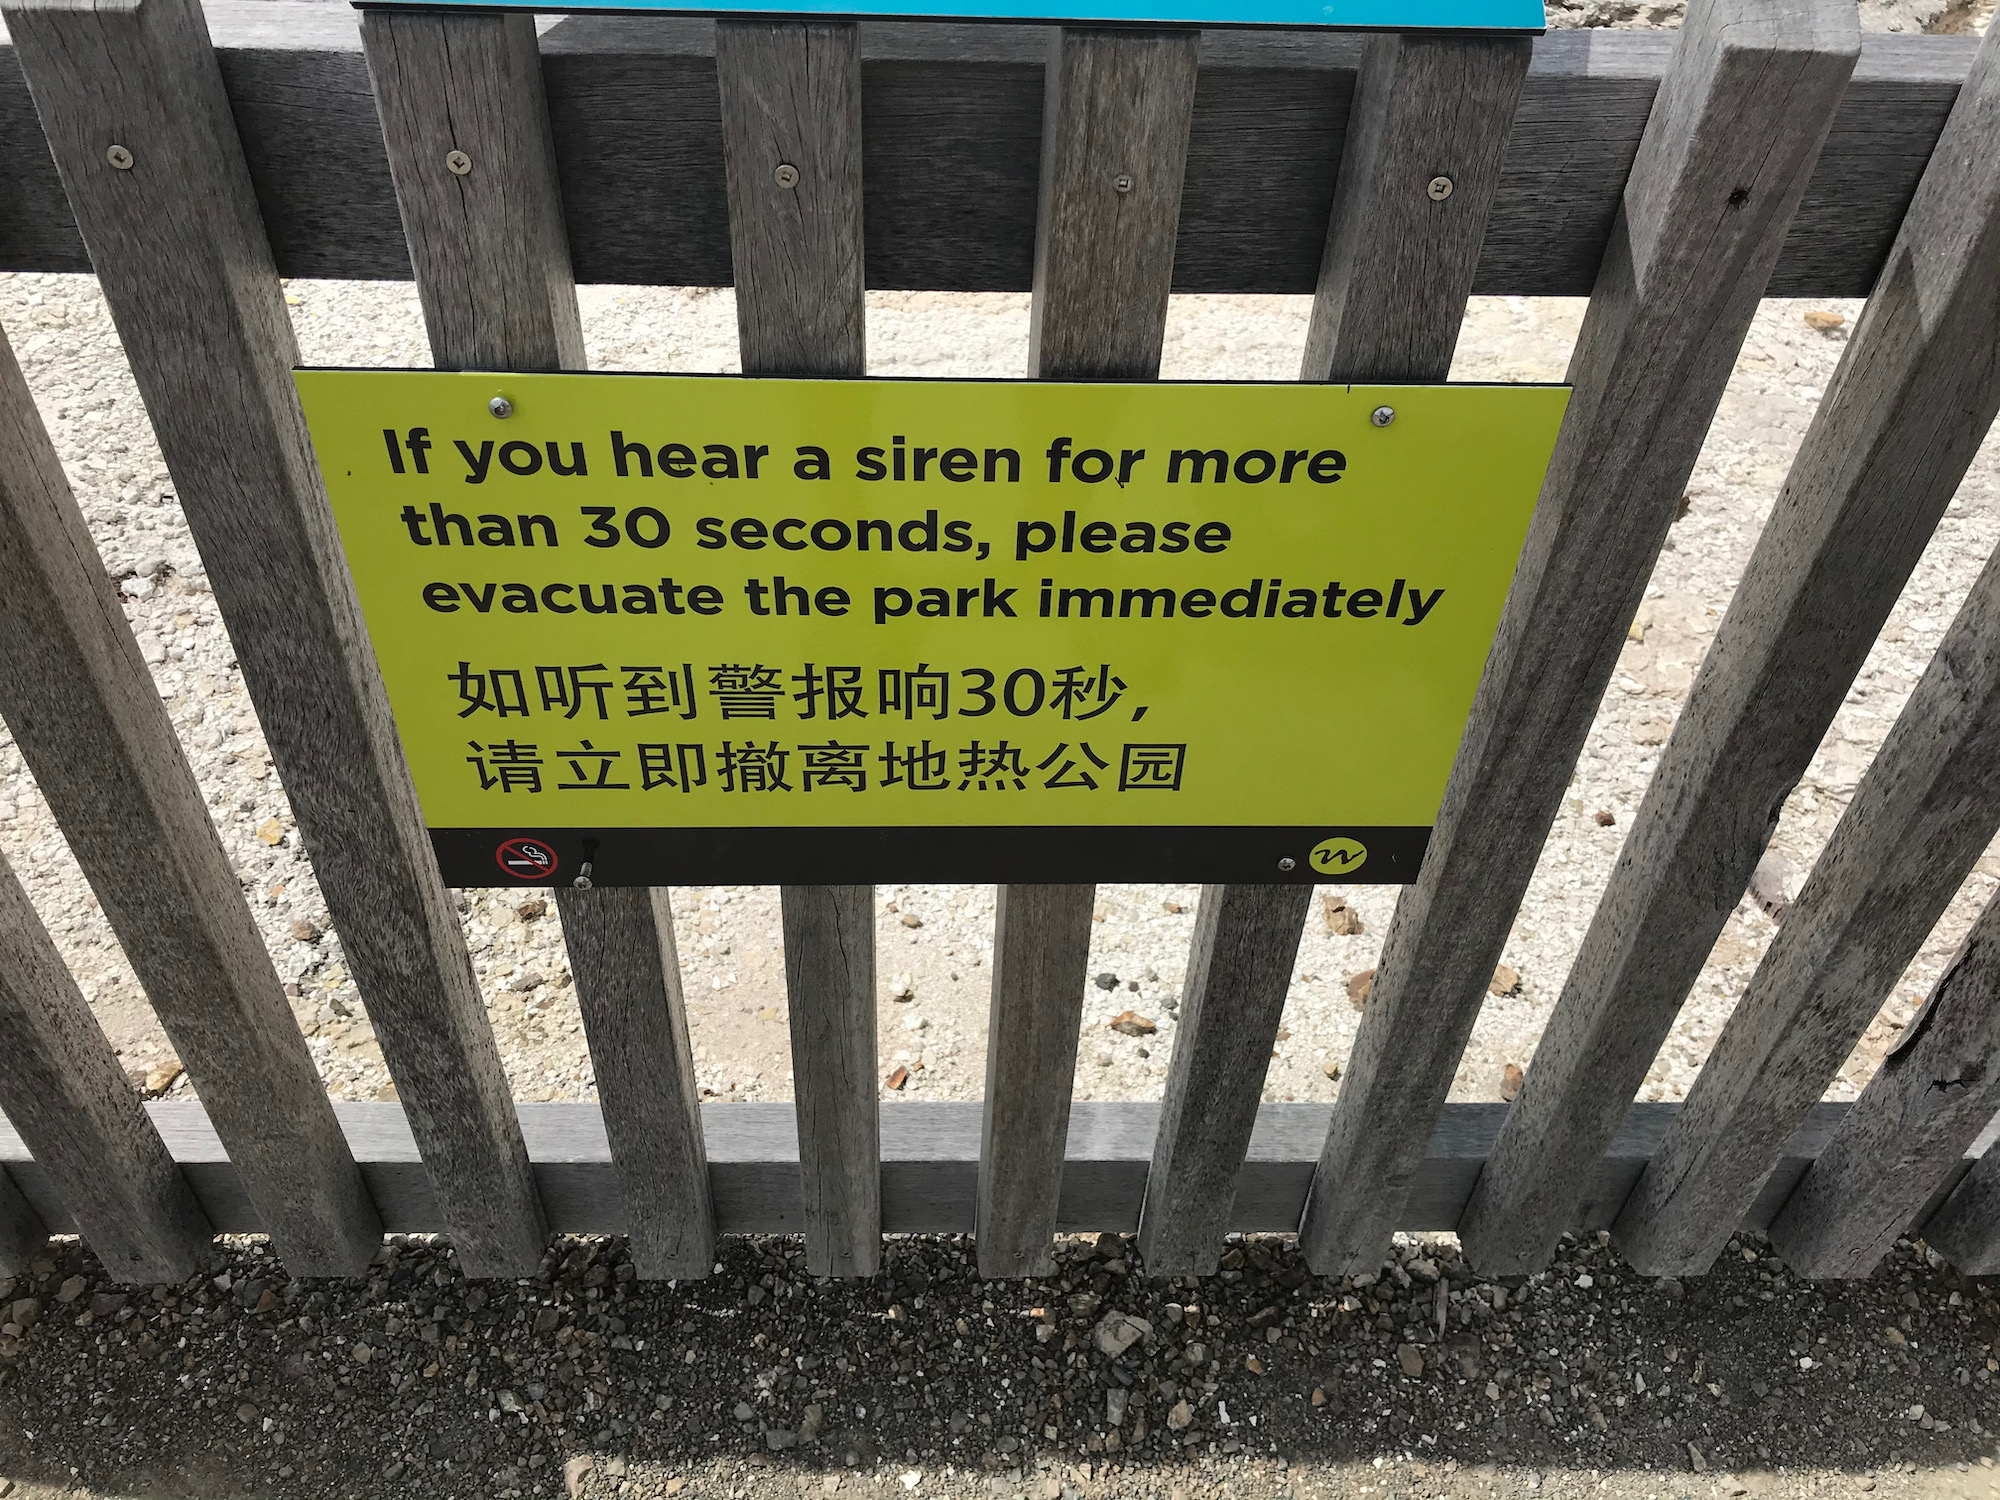 If you hear a siren for more
than 30 seconds, please
evacuate the park immediately
如听到警报响30秒,
请立即撤离地热公园